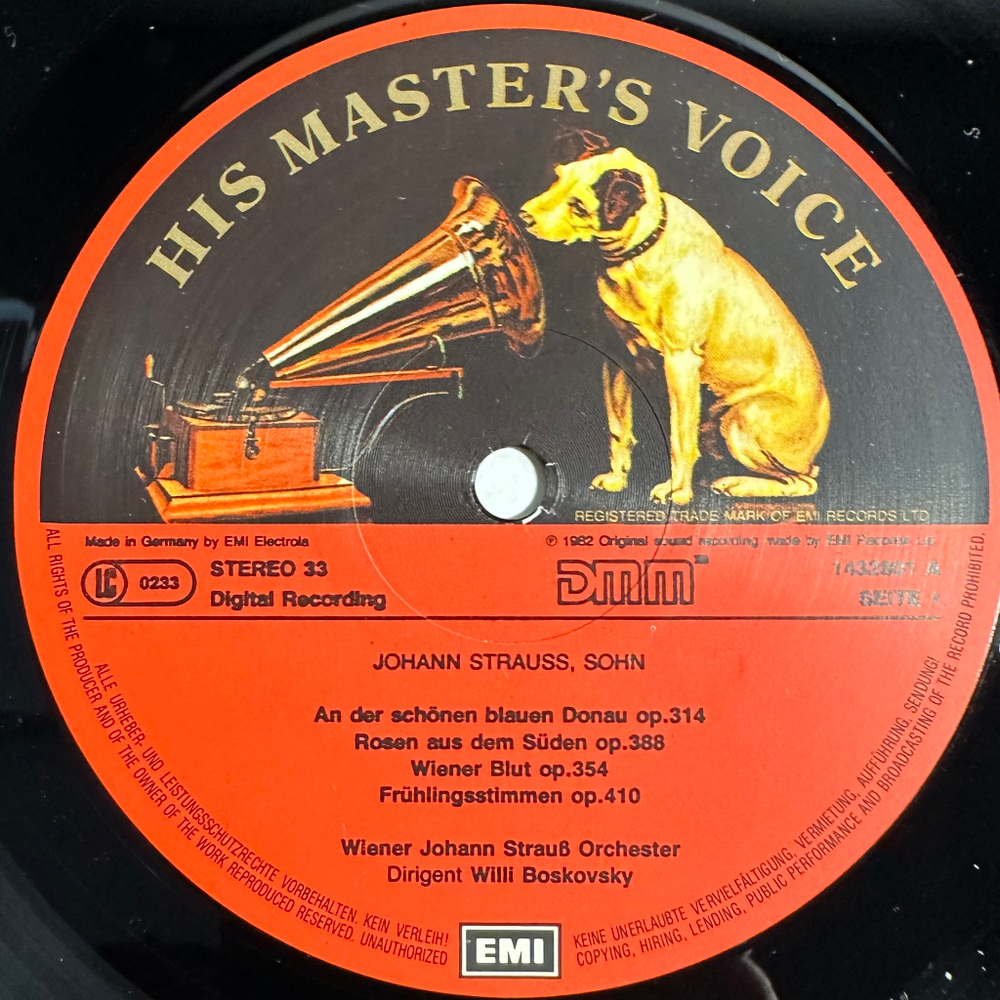 HIS MASTER'S VOICE
REGISTERED TRADE MARK OF EMI RECORDS LTD
Made in Germany by EMI Electrola
℗ 1982 Original sound recording made by EMI Records Ltd.
LC 0233
STEREO 33
Digital Recording
DMM
1432801 A
SEITE 1
JOHANN STRAUSS, SOHN
An der schönen blauen Donau op.314
Rosen aus dem Süden op.388
Wiener Blut op.354
Frühlingsstimmen op.410
Wiener Johann Strauß Orchester
Dirigent Willi Boskovsky
EMI
ALLE URHEBER- UND LEISTUNGSSCHUTZRECHTE VORBEHALTEN. KEIN VERLEIH!
KEINE UNERLAUBTE VERVIELFÄLTIGUNG, VERMIETUNG, AUFFÜHRUNG, SENDUNG!
ALL RIGHTS OF THE PRODUCER AND OF THE OWNER OF THE WORK REPRODUCED RESERVED. UNAUTHORIZED
COPYING, HIRING, LENDING, PUBLIC PERFORMANCE AND BROADCASTING OF THE RECORD PROHIBITED.